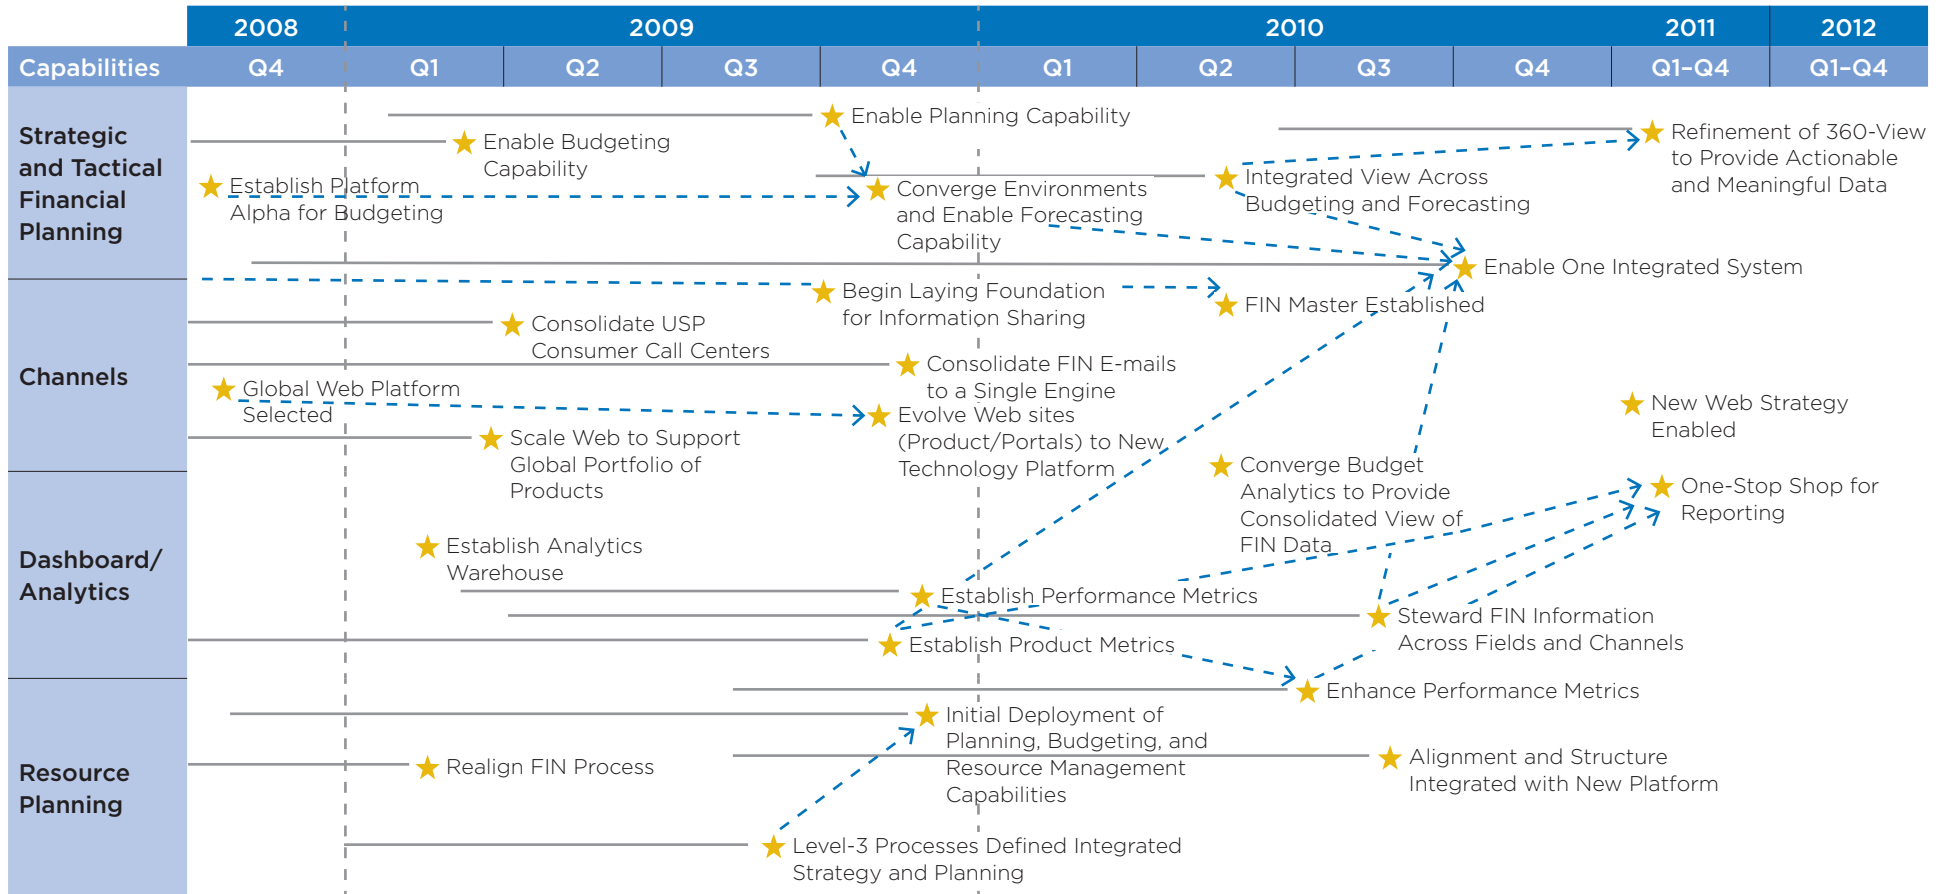 2008 2009 2010 2011 2012
Capabilities Q4 Q1 Q2 Q3 Q4 Q1 Q2 Q3 Q4 Q1–Q4 Q1–Q4
Strategic
and Tactical
Financial
Planning
Enable Planning Capability
Enable Budgeting
Capability
Establish Platform
Alpha for Budgeting
Converge Environments
and Enable Forecasting
Capability
Integrated View Across
Budgeting and Forecasting
Refinement of 360-View
to Provide Actionable
and Meaningful Data
Enable One Integrated System
Channels
Begin Laying Foundation
for Information Sharing
FIN Master Established
Consolidate USP
Consumer Call Centers
Consolidate FIN E-mails
to a Single Engine
Global Web Platform
Selected
Evolve Web sites
(Product/Portals) to New
Technology Platform
New Web Strategy
Enabled
Scale Web to Support
Global Portfolio of
Products
Dashboard/
Analytics
Converge Budget
Analytics to Provide
Consolidated View of
FIN Data
One-Stop Shop for
Reporting
Establish Analytics
Warehouse
Establish Performance Metrics
Steward FIN Information
Across Fields and Channels
Establish Product Metrics
Resource
Planning
Enhance Performance Metrics
Initial Deployment of
Planning, Budgeting, and
Resource Management
Capabilities
Realign FIN Process
Alignment and Structure
Integrated with New Platform
Level-3 Processes Defined Integrated
Strategy and Planning